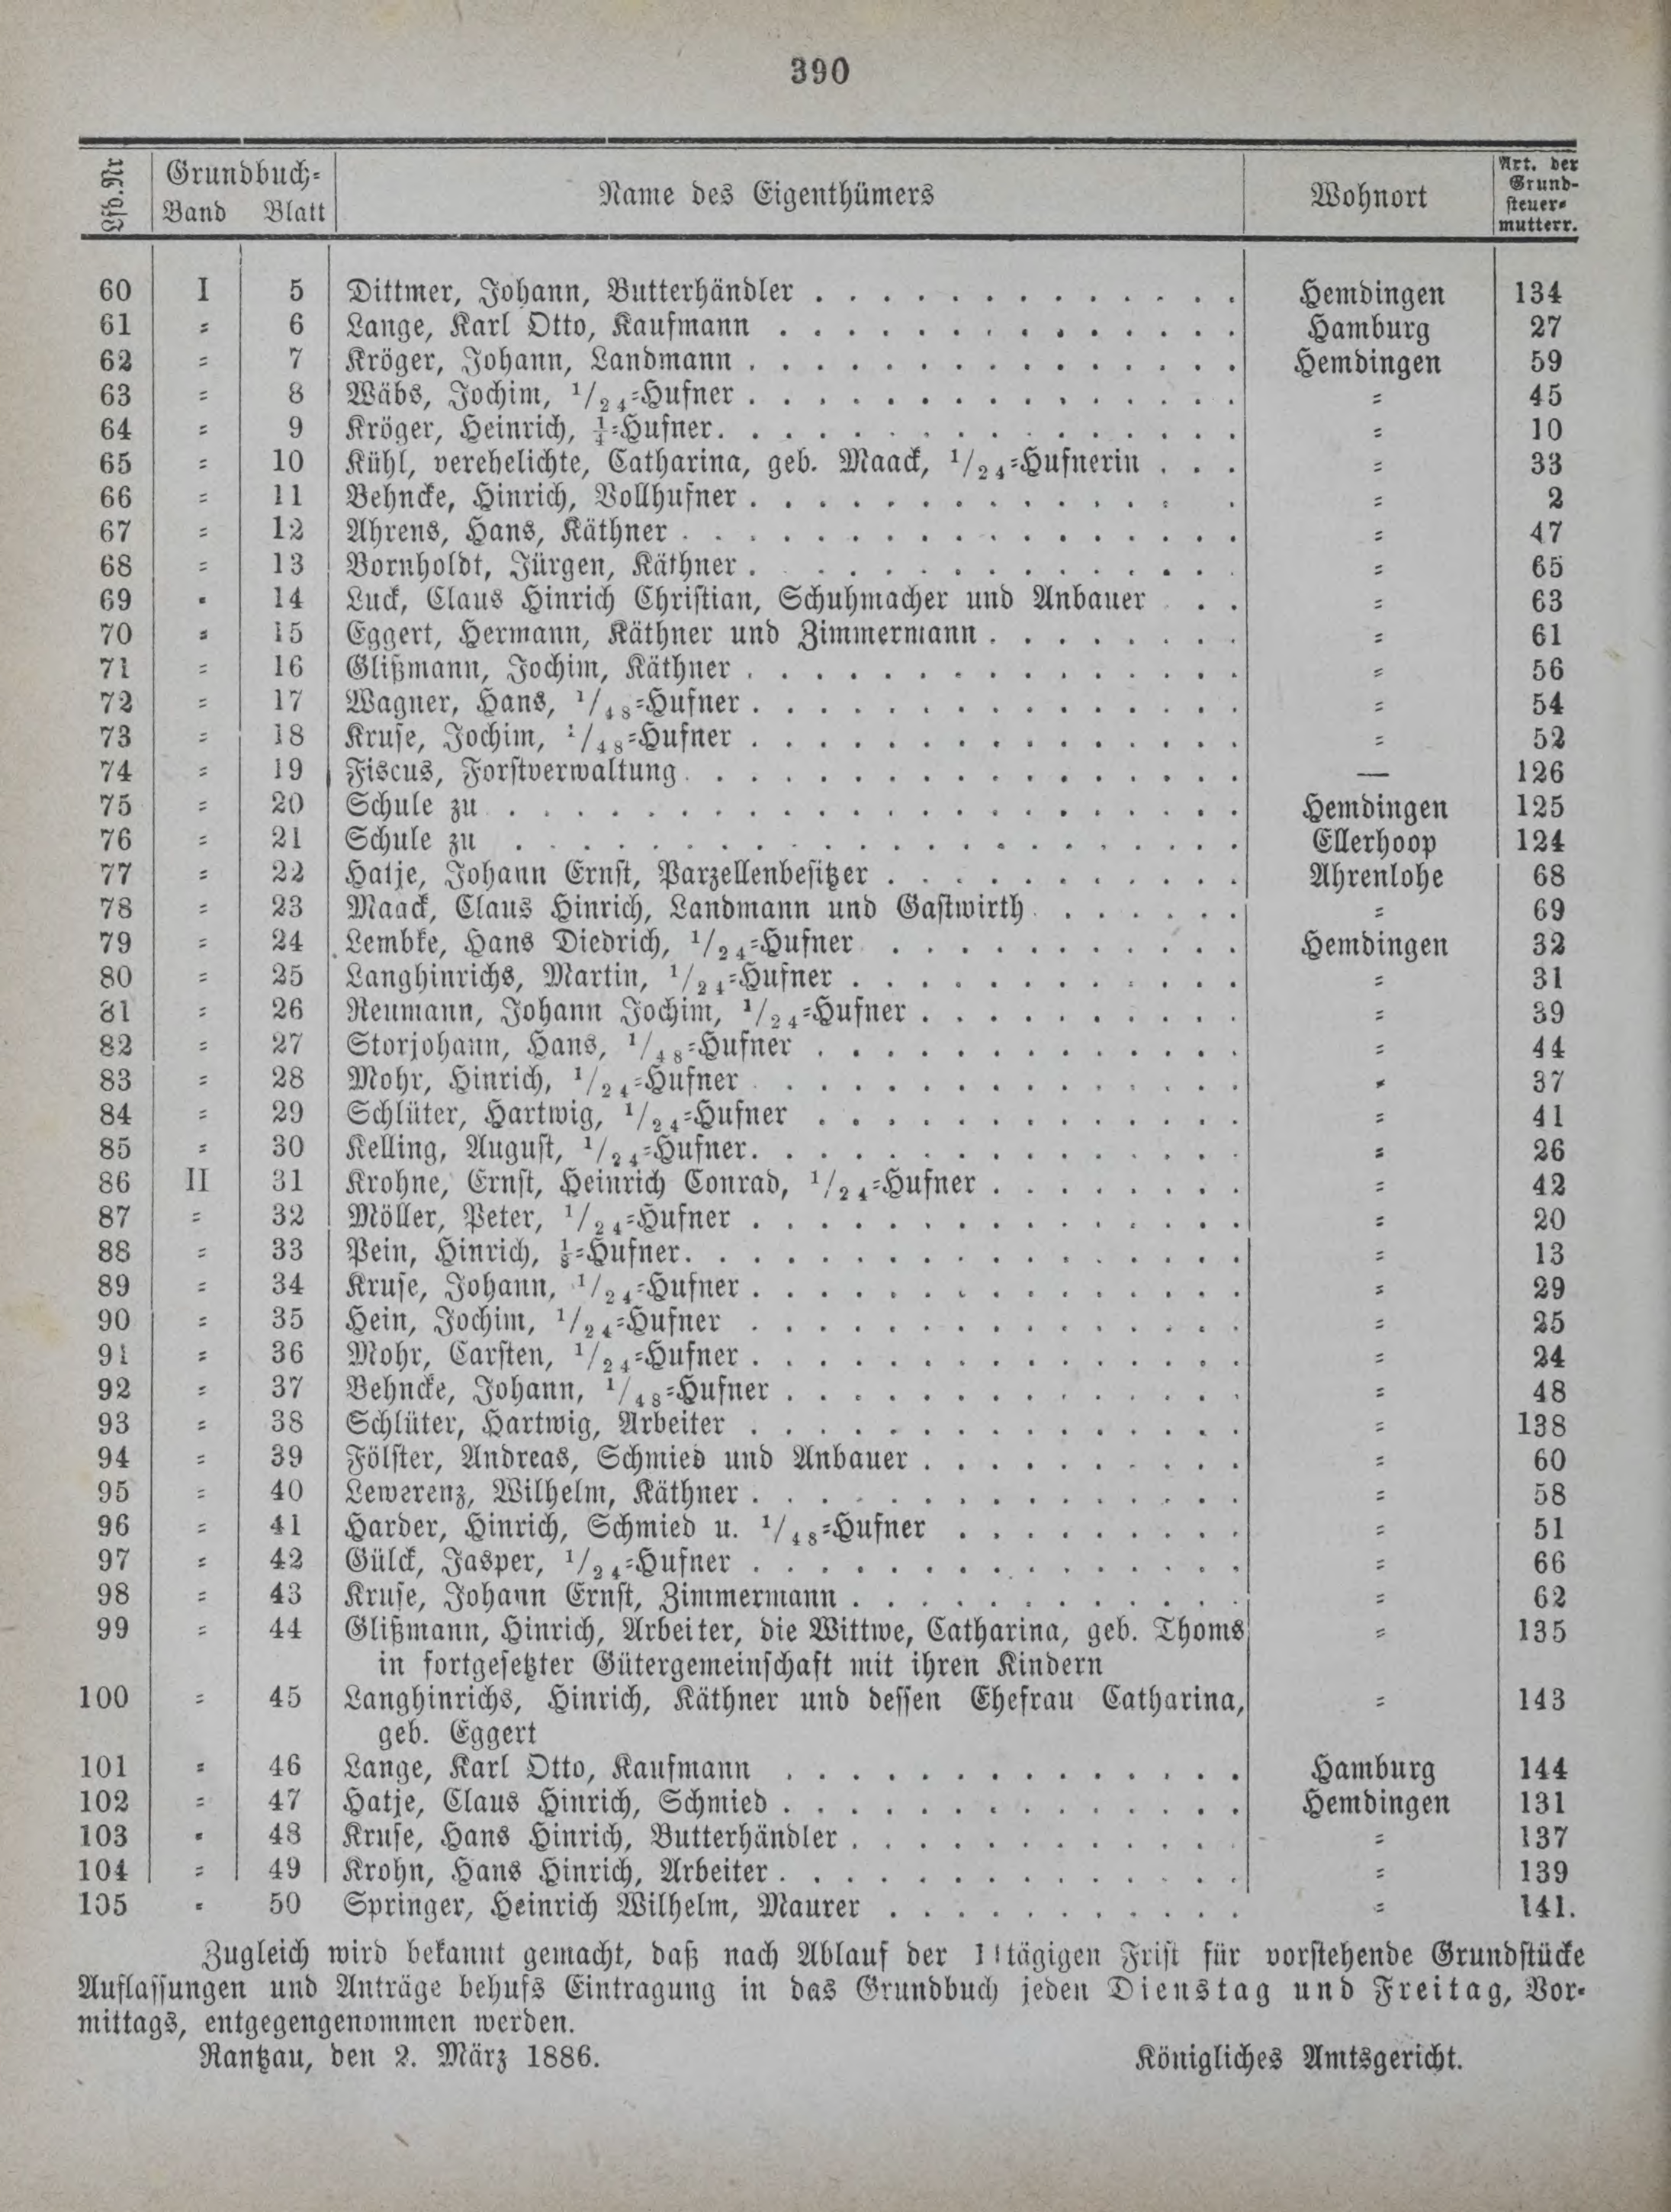 390
Lfd. Nr
Grundbuch-
Band Blatt
Name des Eigenthümers
Wohnort
Art. der
Grund-
steuer-
mutterr.
60 I 5 Dittmer, Johann, Butterhändler . . . . . . . . . . . . . Hemdingen 134
61 = 6 Lange, Karl Otto, Kaufmann . . . . . . . . . . . . . . Hamburg 27
62 = 7 Kröger, Johann, Landmann . . . . . . . . . . . . . . . Hemdingen 59
63 = 8 Wäbs, Jochim, 1/24=Hufner . . . . . . . . . . . . . . . = 45
64 = 9 Kröger, Heinrich, ¼=Hufner. . . . . . . . . . . . . . . . = 10
65 = 10 Kühl, verehelichte, Catharina, geb. Maack, 1/24=Hufnerin . . . = 33
66 = 11 Behncke, Hinrich, Vollhufner . . . . . . . . . . . . . . = 2
67 = 12 Ahrens, Hans, Käthner . . . . . . . . . . . . . . . . . = 47
68 = 13 Bornholdt, Jürgen, Käthner . . . . . . . . . . . . . . . = 65
69 = 14 Luck, Claus Hinrich Christian, Schuhmacher und Anbauer . . = 63
70 = 15 Eggert, Hermann, Käthner und Zimmermann . . . . . . . . = 61
71 = 16 Glißmann, Jochim, Käthner . . . . . . . . . . . . . . . = 56
72 = 17 Wagner, Hans, 1/48=Hufner . . . . . . . . . . . . . . . = 54
73 = 18 Kruse, Jochim, 1/48=Hufner . . . . . . . . . . . . . . . = 52
74 = 19 Fiscus, Forstverwaltung . . . . . . . . . . . . . . . . . — 126
75 = 20 Schule zu . . . . . . . . . . . . . . . . . . . . . . Hemdingen 125
76 = 21 Schule zu . . . . . . . . . . . . . . . . . . . . . . Ellerhoop 124
77 = 22 Hatje, Johann Ernst, Parzellenbesitzer . . . . . . . . . . . Ahrenlohe 68
78 = 23 Maack, Claus Hinrich, Landmann und Gastwirth . . . . . . . = 69
79 = 24 Lembke, Hans Diedrich, 1/24=Hufner . . . . . . . . . . . Hemdingen 32
80 = 25 Langhinrichs, Martin, 1/24=Hufner . . . . . . . . . . . . = 31
81 = 26 Neumann, Johann Jochim, 1/24=Hufner . . . . . . . . . . = 39
82 = 27 Storjohann, Hans, 1/48=Hufner . . . . . . . . . . . . . = 44
83 = 28 Mohr, Hinrich, 1/24=Hufner . . . . . . . . . . . . . . . = 37
84 = 29 Schlüter, Hartwig, 1/24=Hufner . . . . . . . . . . . . . = 41
85 = 30 Kelling, August, 1/24=Hufner. . . . . . . . . . . . . . . = 26
86 II 31 Krohne, Ernst, Heinrich Conrad, 1/24=Hufner . . . . . . . . = 42
87 = 32 Möller, Peter, 1/24=Hufner . . . . . . . . . . . . . . . = 20
88 = 33 Pein, Hinrich, ⅛=Hufner. . . . . . . . . . . . . . . . . = 13
89 = 34 Kruse, Johann, 1/24=Hufner . . . . . . . . . . . . . . . = 29
90 = 35 Hein, Jochim, 1/24=Hufner . . . . . . . . . . . . . . . = 25
91 = 36 Mohr, Carsten, 1/24=Hufner . . . . . . . . . . . . . . . = 24
92 = 37 Behncke, Johann, 1/48=Hufner . . . . . . . . . . . . . . = 48
93 = 38 Schlüter, Hartwig, Arbeiter . . . . . . . . . . . . . . . = 138
94 = 39 Fölster, Andreas, Schmied und Anbauer . . . . . . . . . . = 60
95 = 40 Lewerenz, Wilhelm, Käthner . . . . . . . . . . . . . . . = 58
96 = 41 Harder, Hinrich, Schmied u. 1/48=Hufner . . . . . . . . . = 51
97 = 42 Gülck, Jasper, 1/24=Hufner . . . . . . . . . . . . . . . = 66
98 = 43 Kruse, Johann Ernst, Zimmermann . . . . . . . . . . . . = 62
99 = 44 Glißmann, Hinrich, Arbeiter, die Wittwe, Catharina, geb. Thoms = 135
in fortgesetzter Gütergemeinschaft mit ihren Kindern
100 = 45 Langhinrichs, Hinrich, Käthner und dessen Ehefrau Catharina, = 143
geb. Eggert
101 = 46 Lange, Karl Otto, Kaufmann . . . . . . . . . . . . . . Hamburg 144
102 = 47 Hatje, Claus Hinrich, Schmied . . . . . . . . . . . . . . Hemdingen 131
103 = 48 Kruse, Hans Hinrich, Butterhändler . . . . . . . . . . . . = 137
104 = 49 Krohn, Hans Hinrich, Arbeiter . . . . . . . . . . . . . . = 139
105 = 50 Springer, Heinrich Wilhelm, Maurer . . . . . . . . . . . = 141.
Zugleich wird bekannt gemacht, daß nach Ablauf der 14tägigen Frist für vorstehende Grundstücke
Auflassungen und Anträge behufs Eintragung in das Grundbuch jeden Dienstag und Freitag, Vor-
mittags, entgegengenommen werden.
Rantzau, den 2. März 1886. Königliches Amtsgericht.